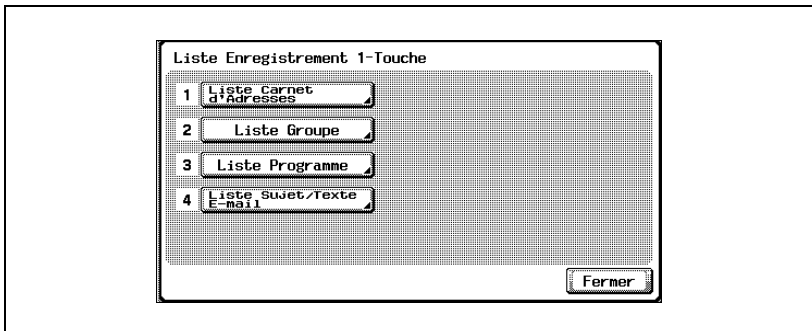 Liste Enregistrement 1-Touche
1 Liste Carnet
d'Adresses
2 Liste Groupe
3 Liste Programme
4 Liste Sujet/Texte
E-mail
Fermer